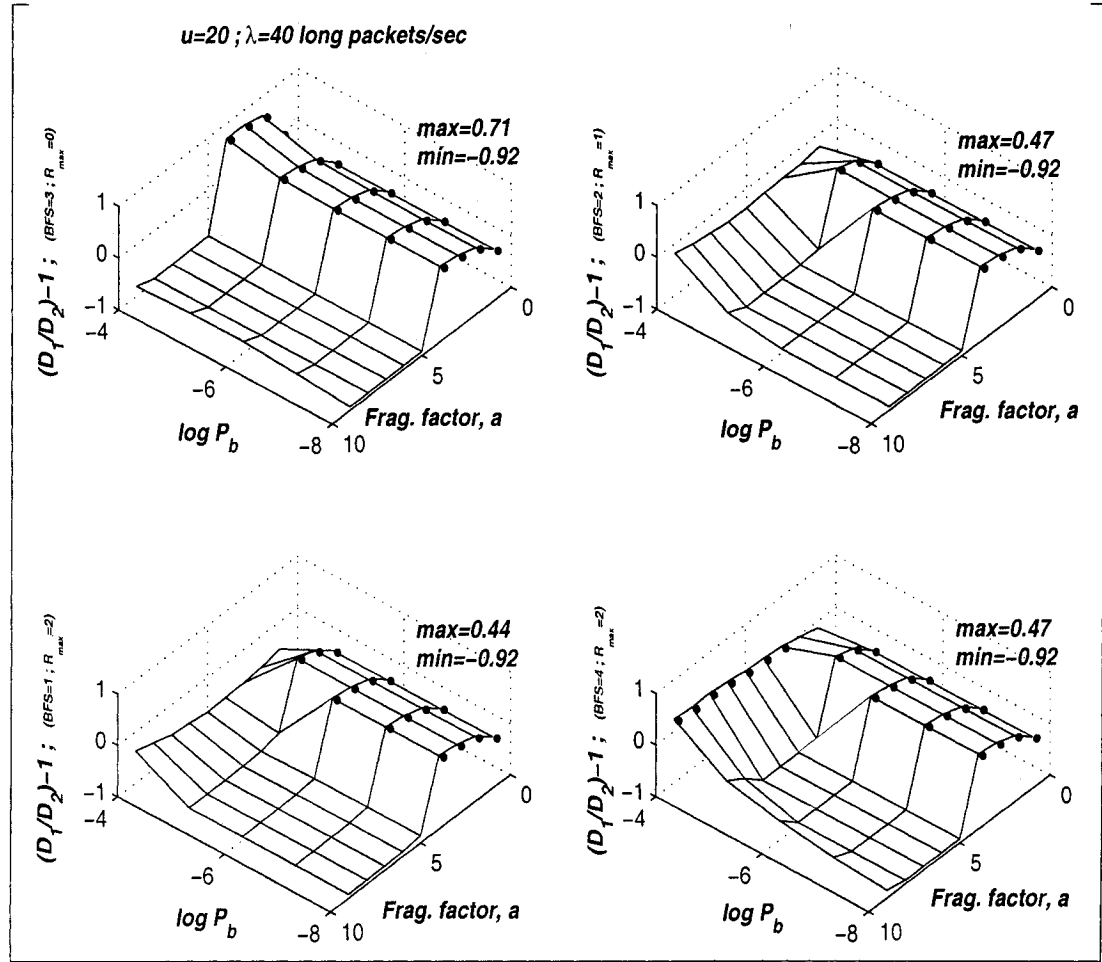 u=20 ; λ=40 long packets/sec
max=0.71
min=−0.92
(D1/D2)−1 ; (BFS=3 ; Rmax=0)
1
0
−1
−4
−6
−8
log Pb
10
5
0
Frag. factor, a
max=0.47
min=−0.92
(D1/D2)−1 ; (BFS=2 ; Rmax=1)
1
0
−1
−4
−6
−8
log Pb
10
5
0
Frag. factor, a
max=0.44
min=−0.92
(D1/D2)−1 ; (BFS=1 ; Rmax=2)
1
0
−1
−4
−6
−8
log Pb
10
5
0
Frag. factor, a
max=0.47
min=−0.92
(D1/D2)−1 ; (BFS=4 ; Rmax=2)
1
0
−1
−4
−6
−8
log Pb
10
5
0
Frag. factor, a